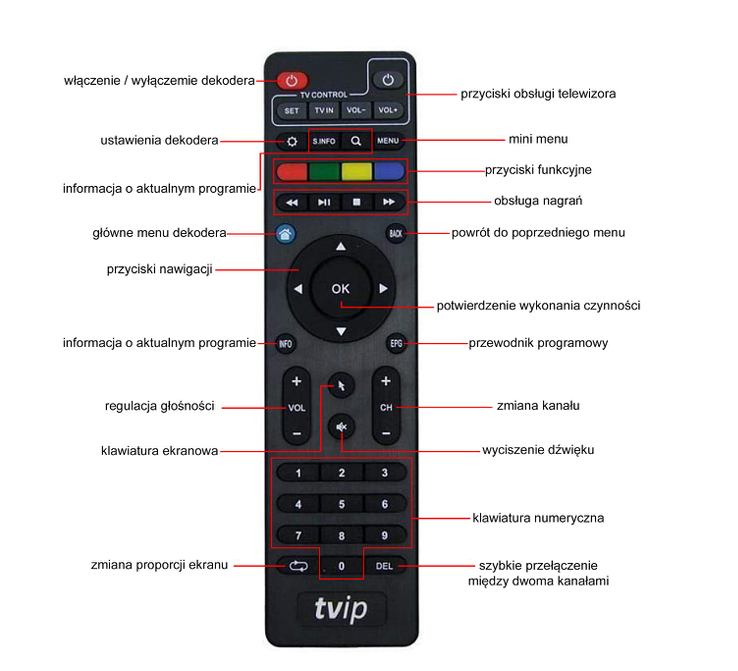 włączenie / wyłączemie dekodera
TV CONTROL
SET TV IN VOL− VOL+
przyciski obsługi telewizora
ustawienia dekodera
S.INFO MENU
mini menu
przyciski funkcyjne
informacja o aktualnym programie
obsługa nagrań
główne menu dekodera
BACK
powrót do poprzedniego menu
przyciski nawigacji
OK
potwierdzenie wykonania czynności
informacja o aktualnym programie
INFO EPG
przewodnik programowy
+ +
regulacja głośności
VOL CH
zmiana kanału
− −
klawiatura ekranowa
wyciszenie dźwięku
1 2 3
4 5 6
klawiatura numeryczna
7 8 9
zmiana proporcji ekranu
0 DEL
szybkie przełączenie
między dwoma kanałami
tvip